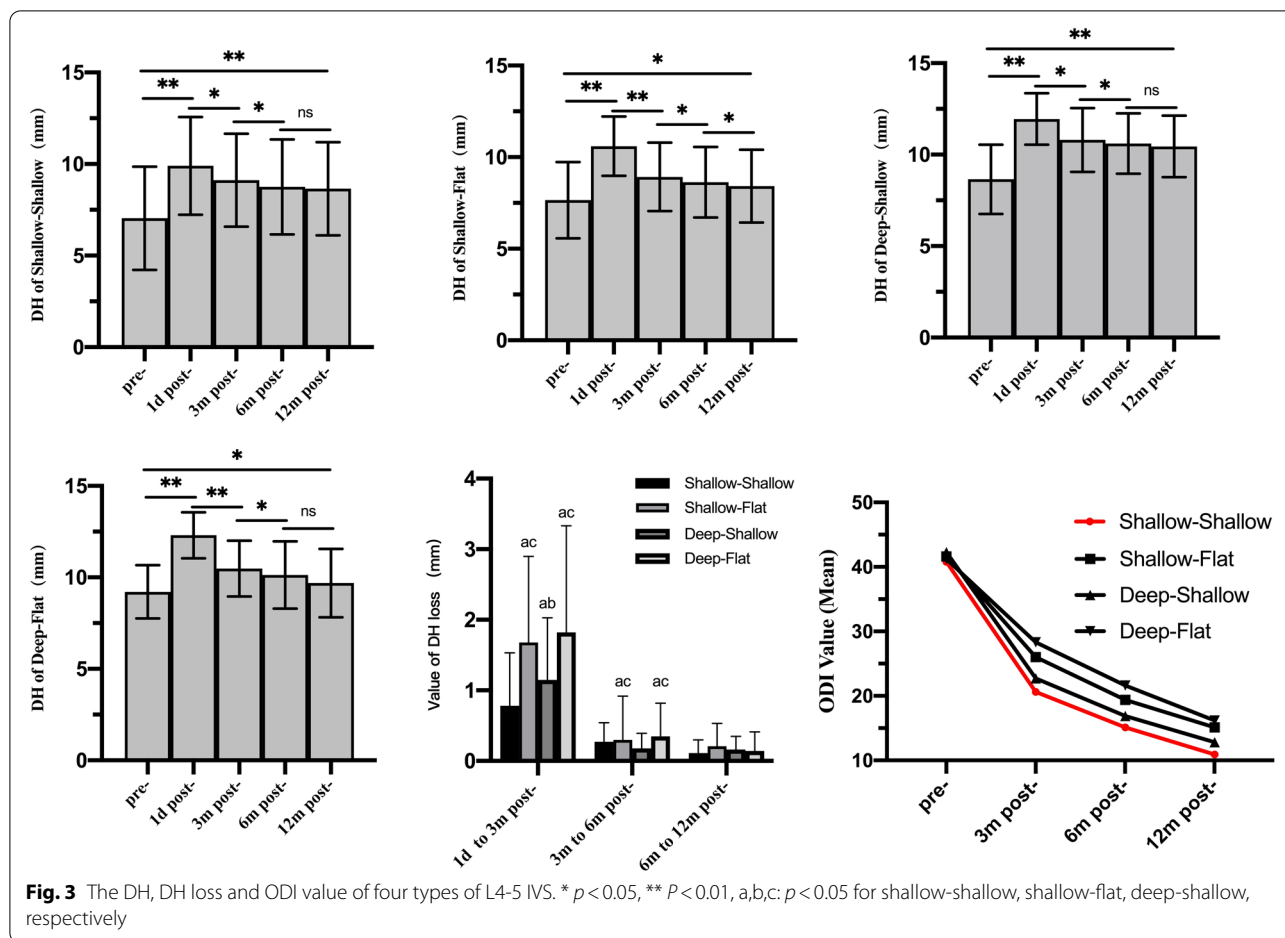 **
**
*
*
ns
15
10
5
0
DH of Shallow-Shallow (mm)
pre-
1d post-
3m post-
6m post-
12m post-
*
**
**
*
*
15
10
5
0
DH of Shallow-Flat (mm)
pre-
1d post-
3m post-
6m post-
12m post-
**
**
*
*
ns
15
10
5
0
DH of Deep-Shallow (mm)
pre-
1d post-
3m post-
6m post-
12m post-
*
**
**
*
ns
15
10
5
0
DH of Deep-Flat (mm)
pre-
1d post-
3m post-
6m post-
12m post-
4
3
2
1
0
Value of DH loss (mm)
Shallow-Shallow
Shallow-Flat
Deep-Shallow
Deep-Flat
ac
ab
ac
ac
ac
1d to 3m post-
3m to 6m post-
6m to 12m post-
50
40
30
20
10
ODI Value (Mean)
Shallow-Shallow
Shallow-Flat
Deep-Shallow
Deep-Flat
pre-
3m post-
6m post-
12m post-
Fig. 3 The DH, DH loss and ODI value of four types of L4-5 IVS. * p < 0.05, ** P < 0.01, a,b,c: p < 0.05 for shallow-shallow, shallow-flat, deep-shallow,
respectively